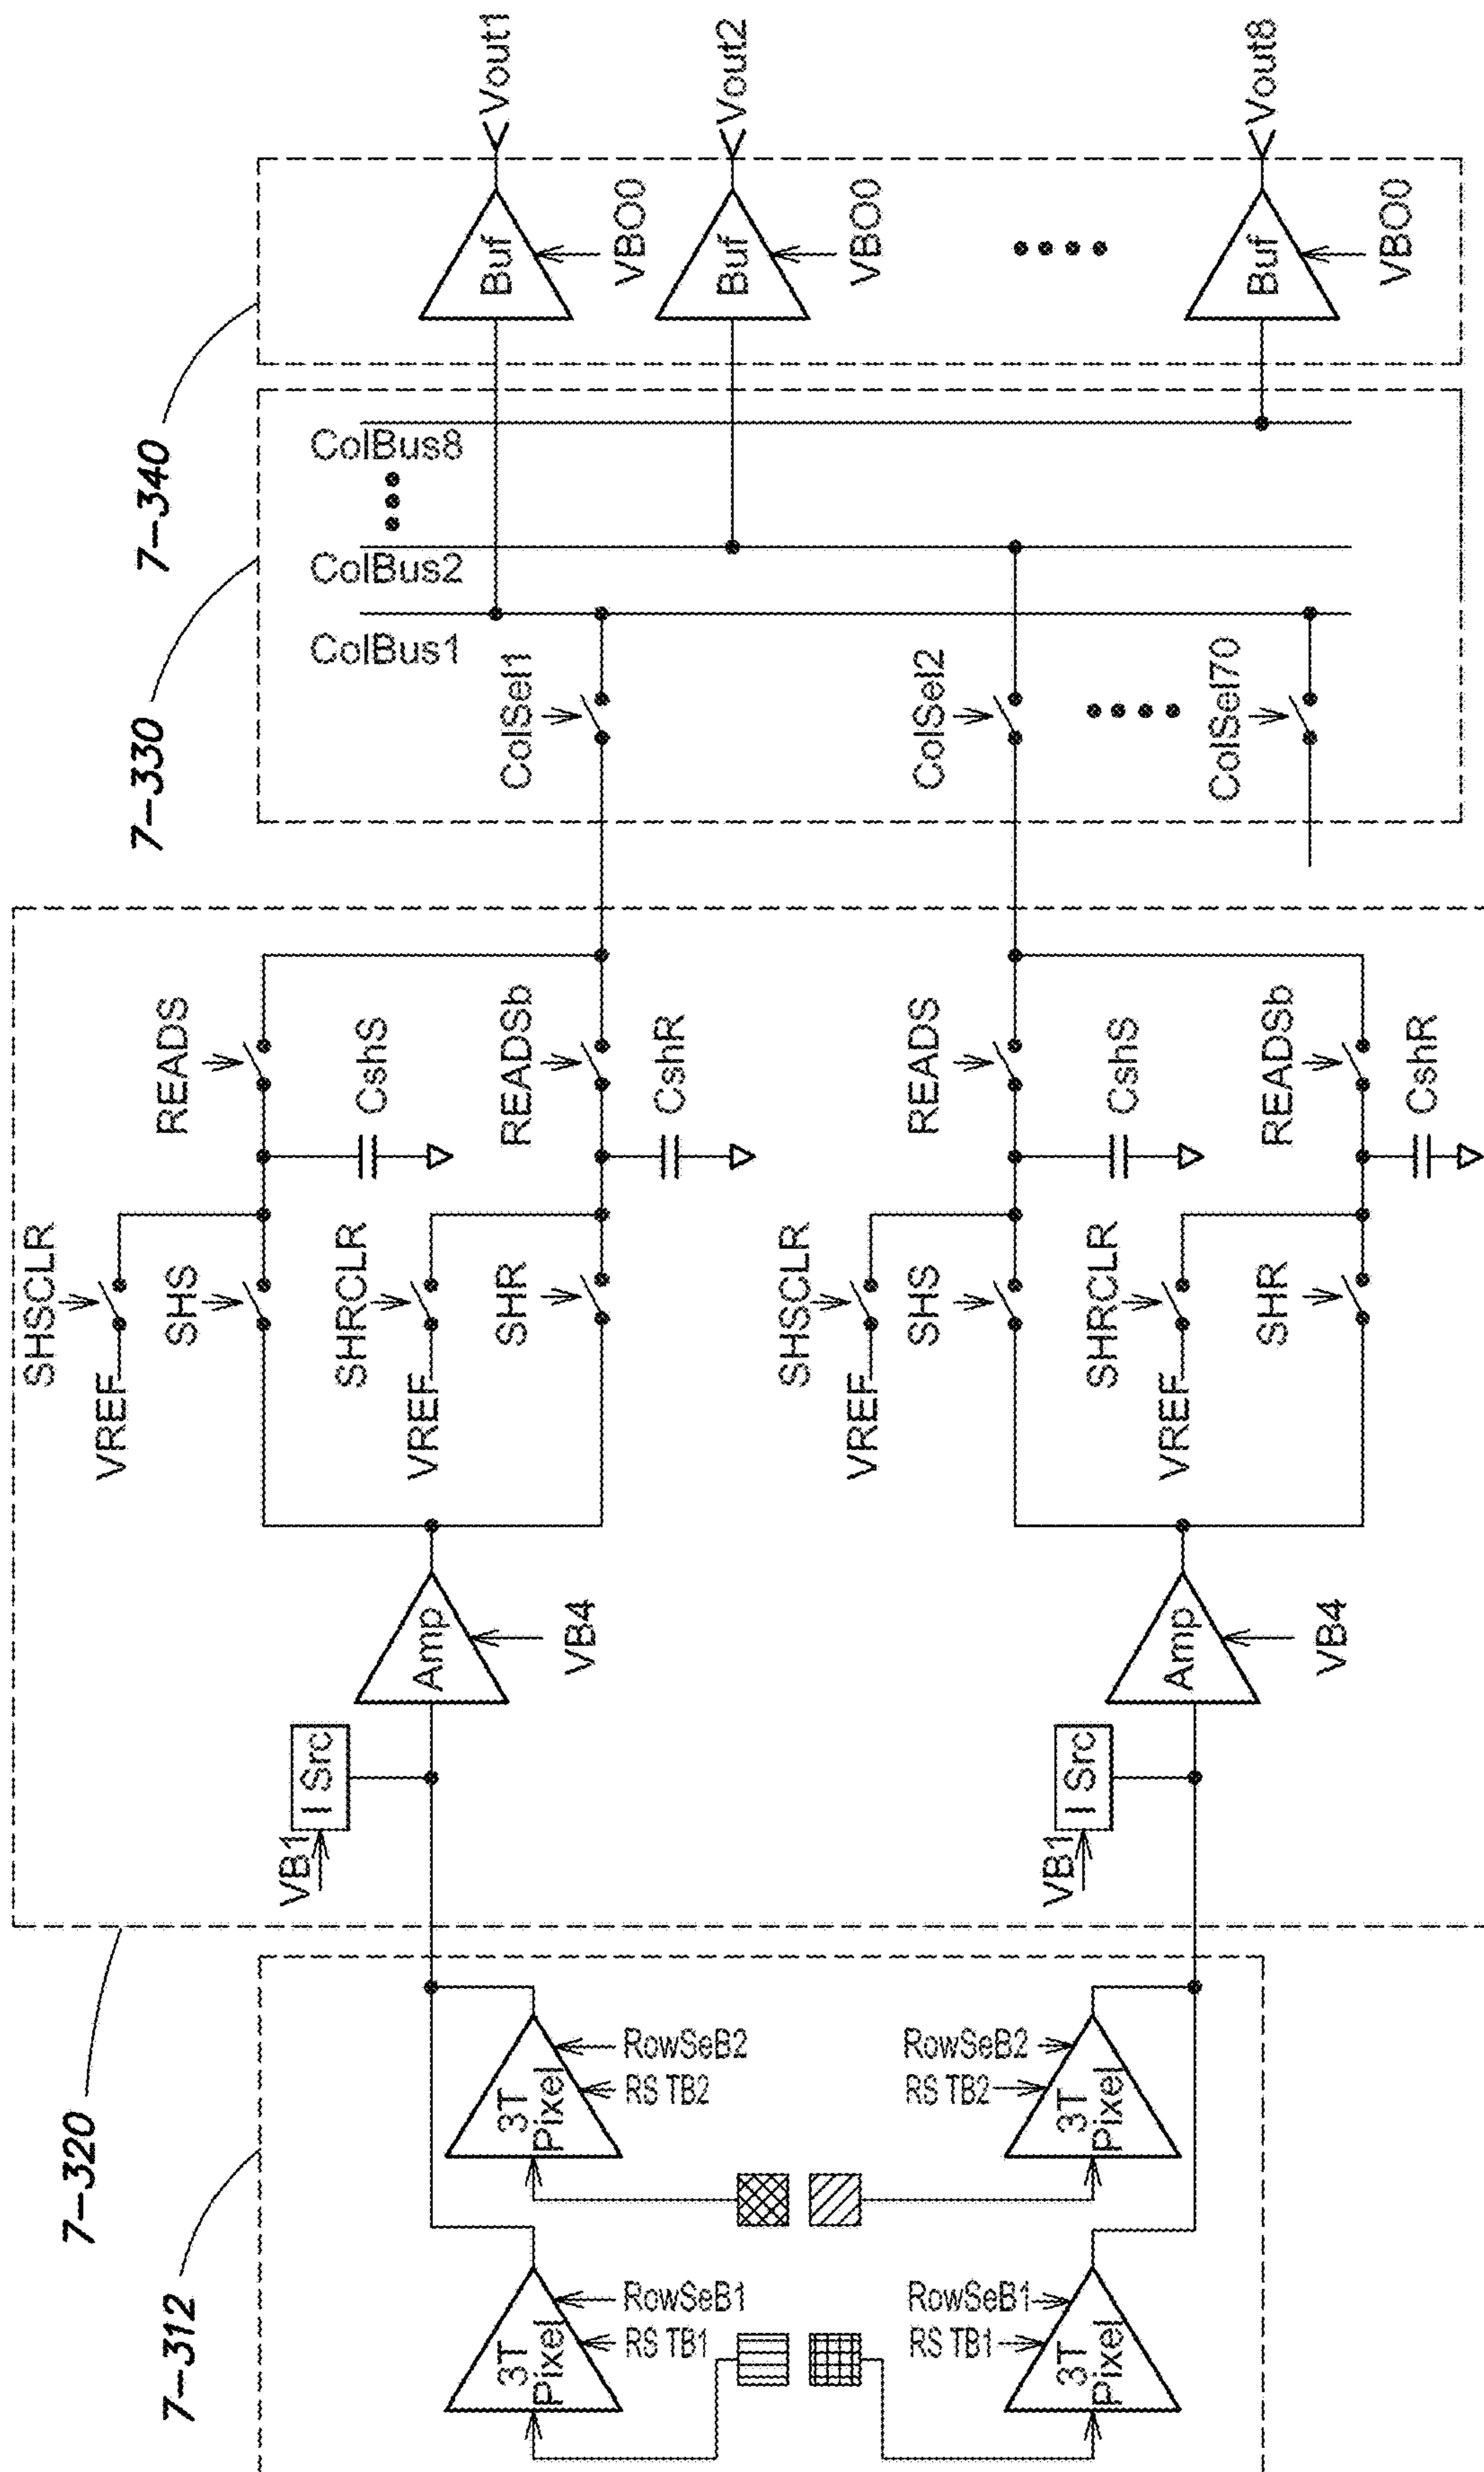 7-340
7-330
7-320
7-312
Vout1
Vout2
Vout8
Buf
VBO0
Buf
VBO0
Buf
VBO0
ColBus8
ColBus2
ColBus1
ColSel1
ColSel2
ColSel70
READS
CshS
READSb
CshR
SHSCLR
VREF
SHS
SHRCLR
VREF
SHR
READS
CshS
READSb
CshR
SHSCLR
VREF
SHS
SHRCLR
VREF
SHR
Amp
VB4
Amp
VB4
VB1
I Src
VB1
I Src
3T
Pixel
RowSeB2
RS TB2
3T
Pixel
RowSeB2
RS TB2
3T
Pixel
RowSeB1
RS TB1
3T
Pixel
RowSeB1
RS TB1